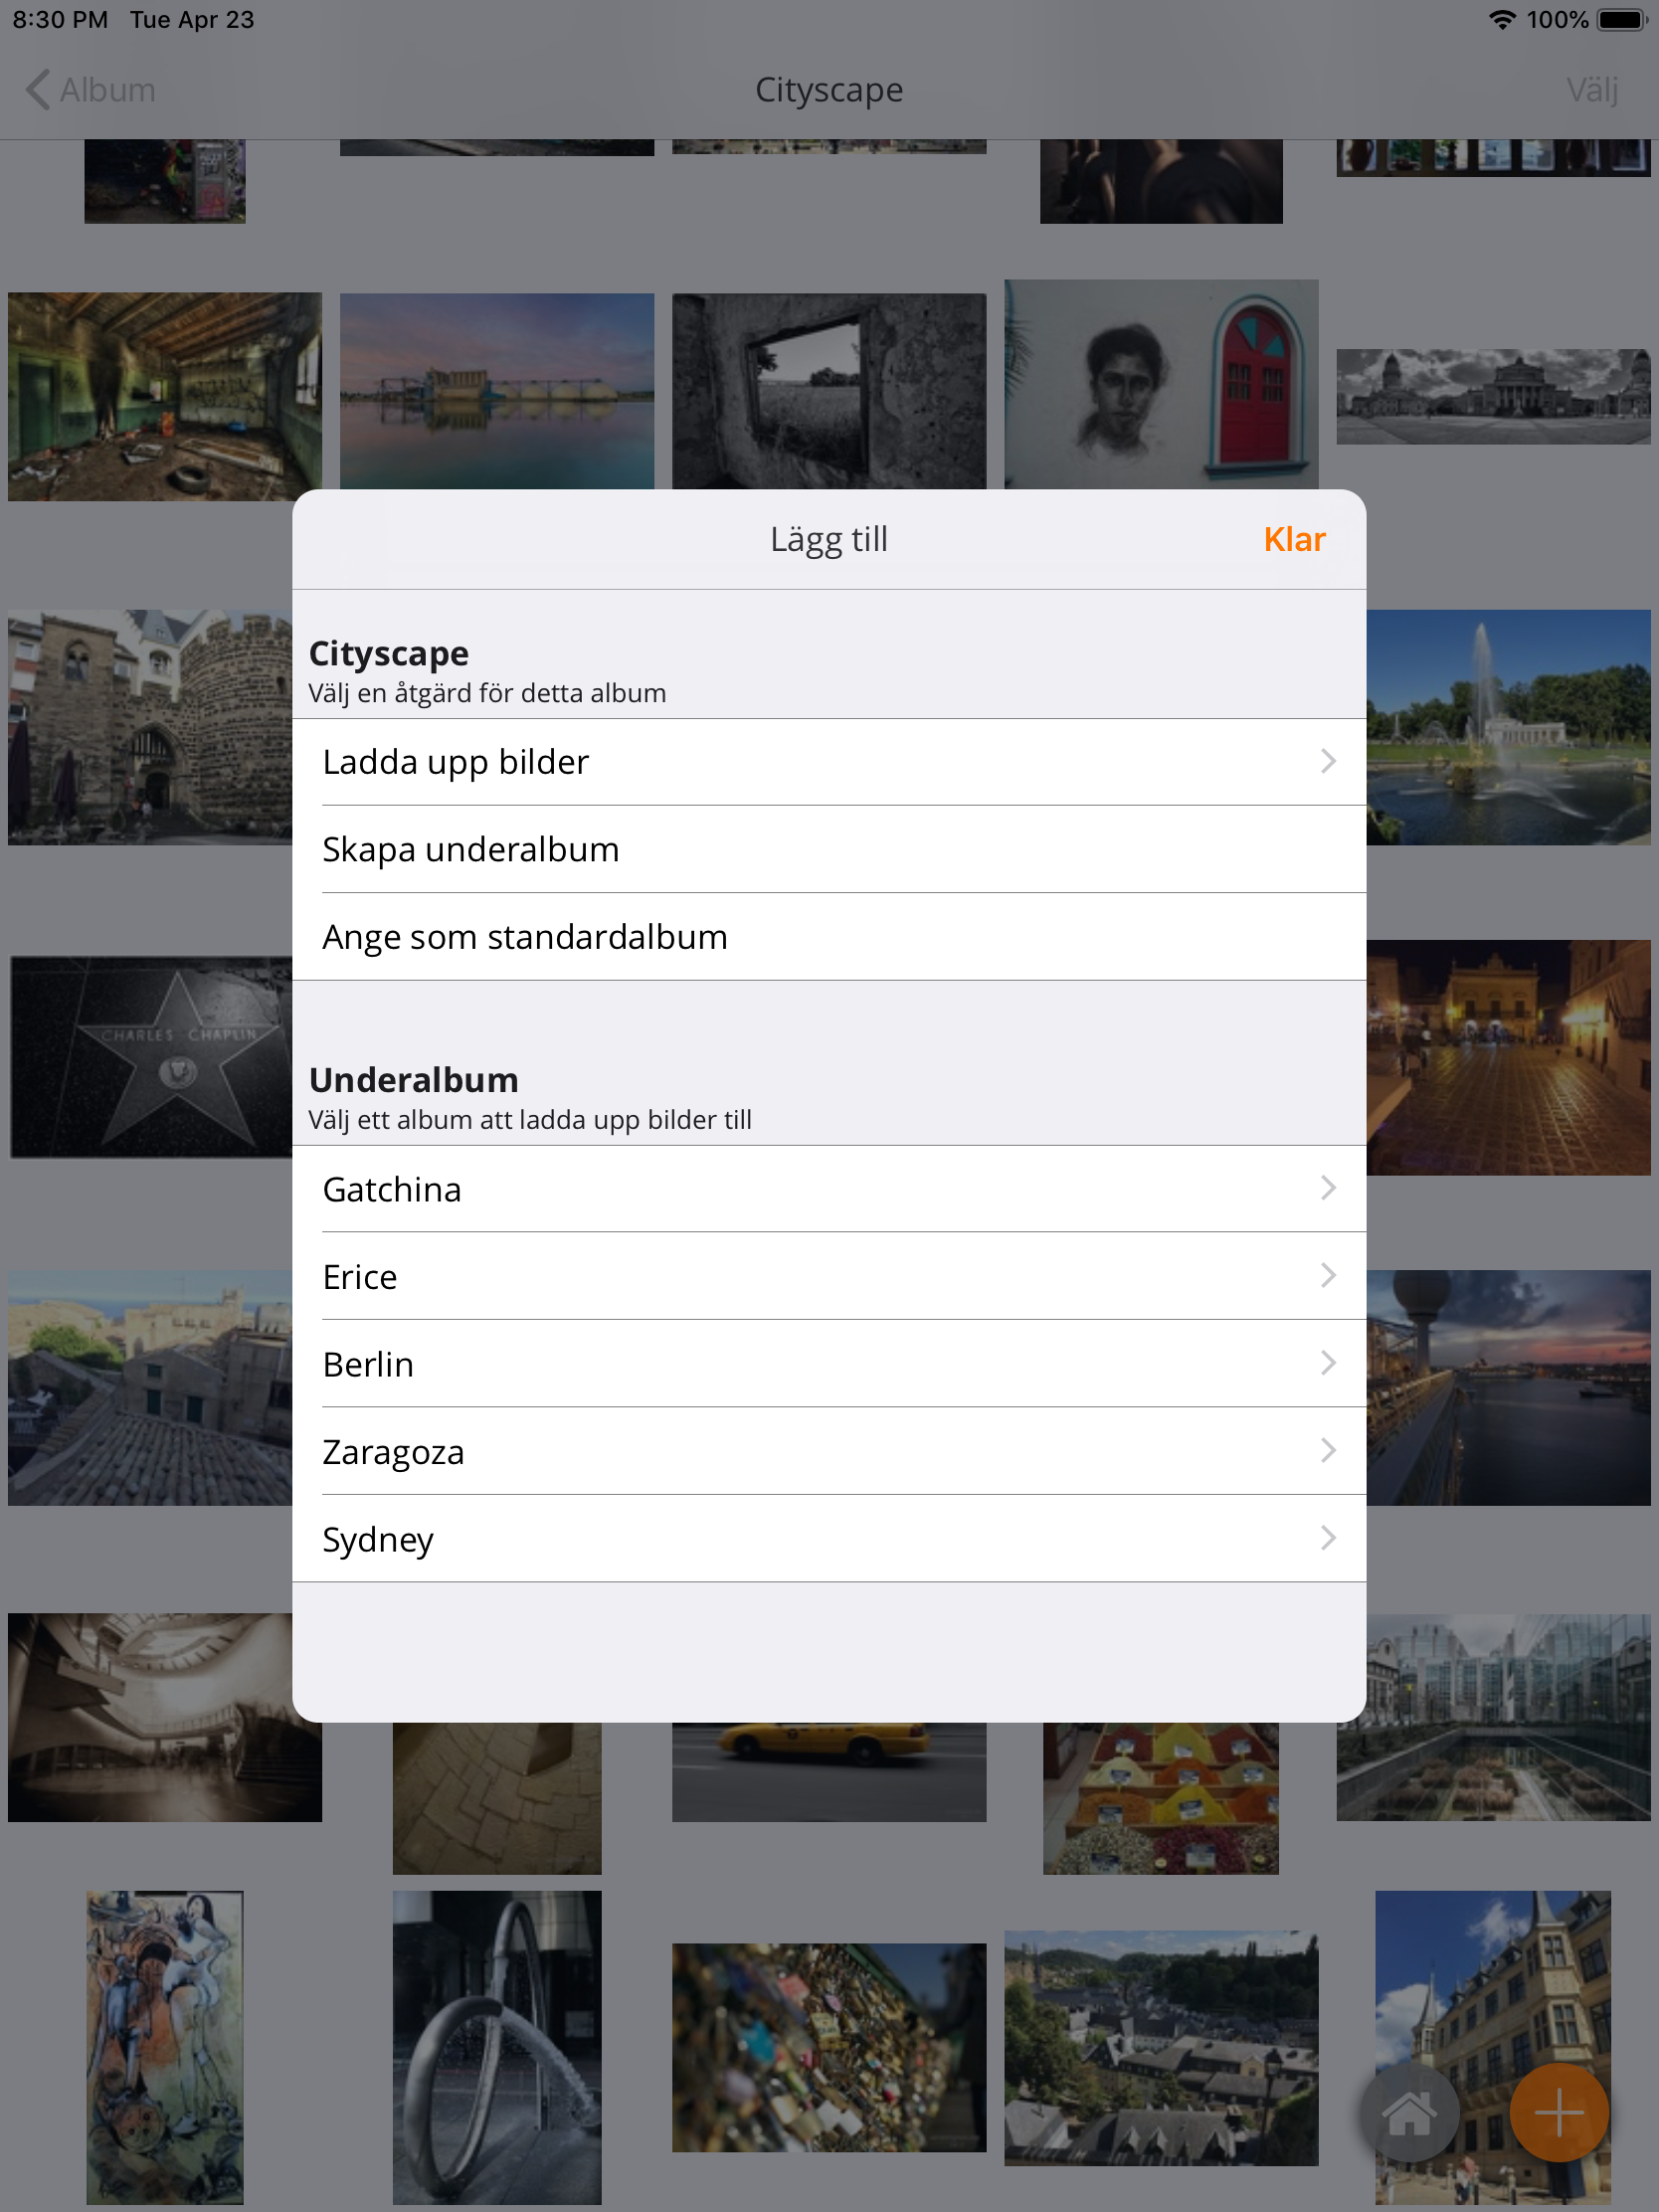 8:30 PM Tue Apr 23 100%
Album Cityscape Välj
Lägg till Klar
Cityscape
Välj en åtgärd för detta album
Ladda upp bilder
Skapa underalbum
Ange som standardalbum
CHARLES CHAPLIN
Underalbum
Välj ett album att ladda upp bilder till
Gatchina
Erice
Berlin
Zaragoza
Sydney